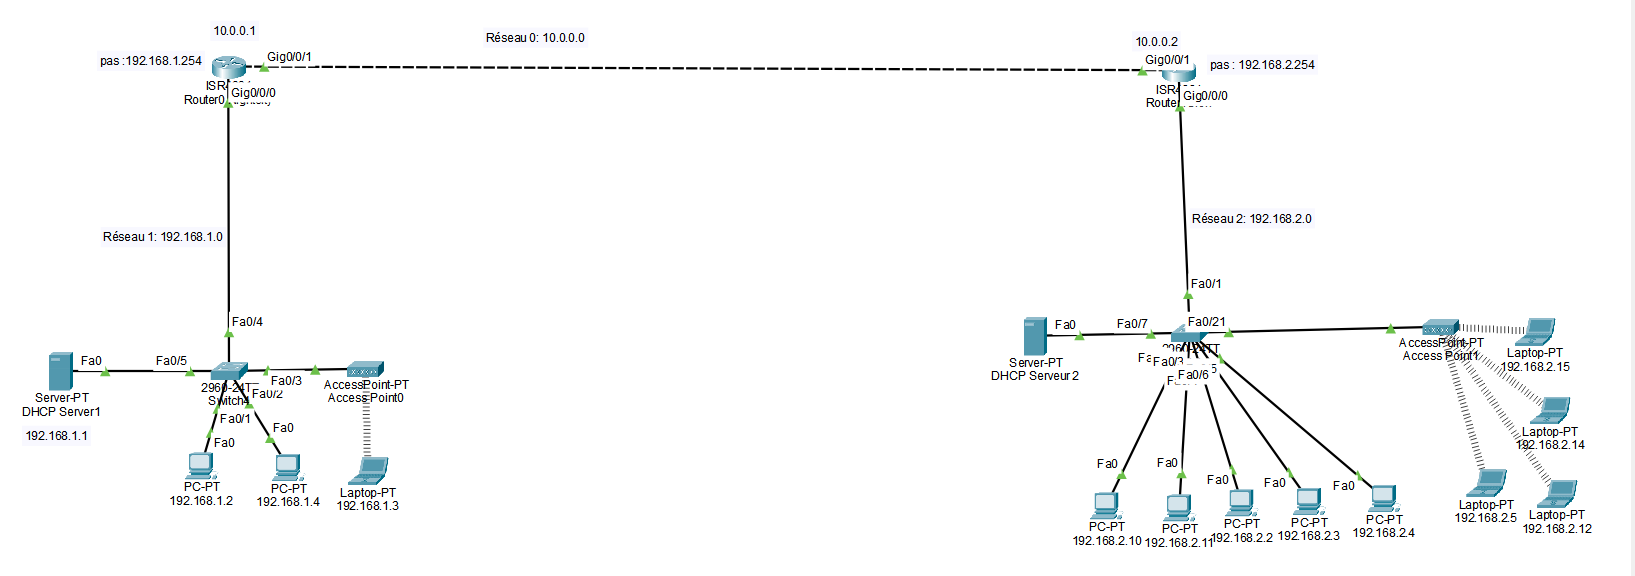 10.0.0.1
Réseau 0: 10.0.0.0
10.0.0.2
pas :192.168.1.254
Gig0/0/1
Gig0/0/1
pas : 192.168.2.254
Router0
Gig0/0/0
Gig0/0/0
Réseau 1: 192.168.1.0
Réseau 2: 192.168.2.0
Fa0/4
Fa0/1
Fa0
Fa0/5
Fa0/3
Fa0/2
Fa0/1
Server-PT
DHCP Server1
192.168.1.1
2960-24TT
AccessPoint-PT
Access Point0
Fa0
Fa0
PC-PT
192.168.1.2
PC-PT
192.168.1.4
Laptop-PT
192.168.1.3
Fa0
Fa0/7
Fa0/21
Fa0/3
Fa0/6
Server-PT
DHCP Serveur2
AccessPoint-PT
Access Point1
Laptop-PT
192.168.2.15
Laptop-PT
192.168.2.14
Laptop-PT
192.168.2.5
Laptop-PT
192.168.2.12
Fa0
Fa0
Fa0
Fa0
Fa0
PC-PT
192.168.2.10
PC-PT
192.168.2.11
PC-PT
192.168.2.2
PC-PT
192.168.2.3
PC-PT
192.168.2.4